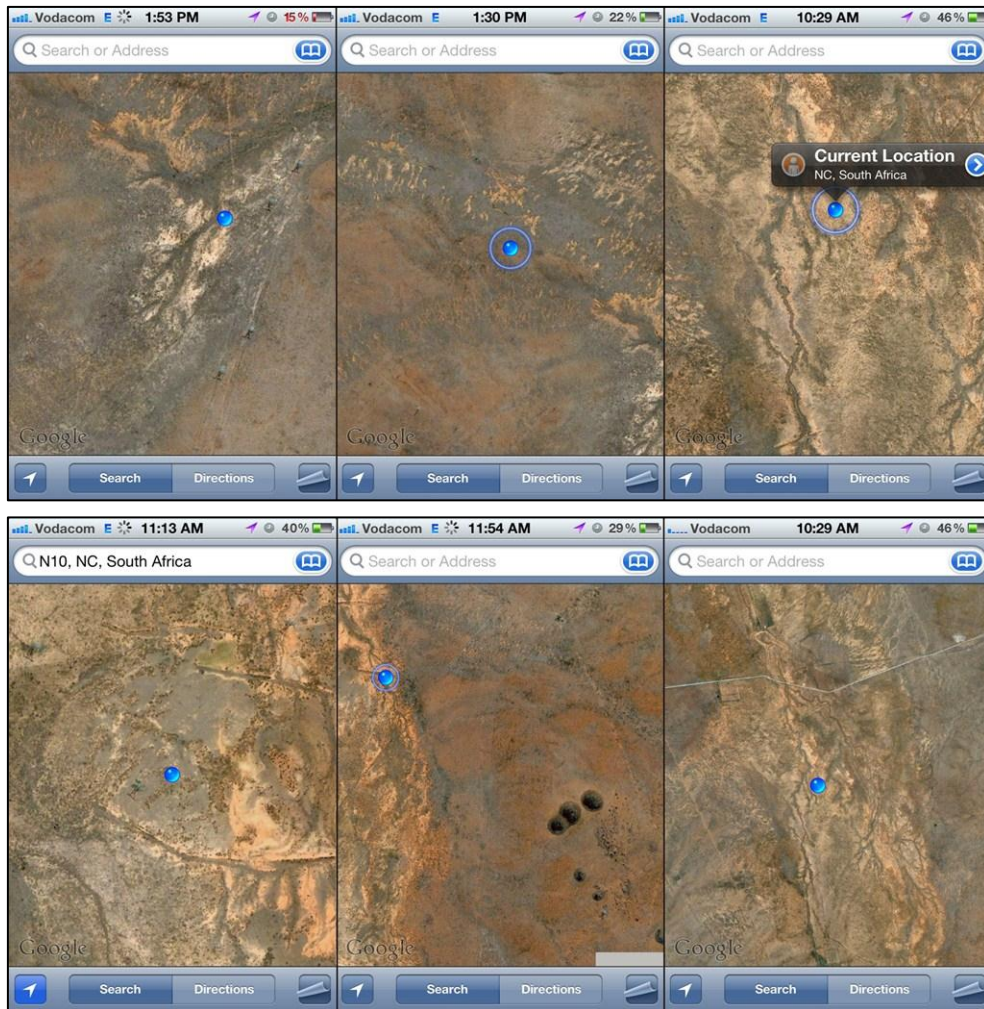 Vodacom E 1:53 PM 15%
Search or Address
Google
Search Directions
Vodacom E 1:30 PM 22%
Search or Address
Google
Search Directions
Vodacom E 10:29 AM 46%
Search or Address
Current Location
NC, South Africa
Google
Search Directions
Vodacom E 11:13 AM 40%
N10, NC, South Africa
Google
Search Directions
Vodacom E 11:54 AM 29%
Search or Address
Google
Search Directions
Vodacom 10:29 AM 46%
Search or Address
Google
Search Directions